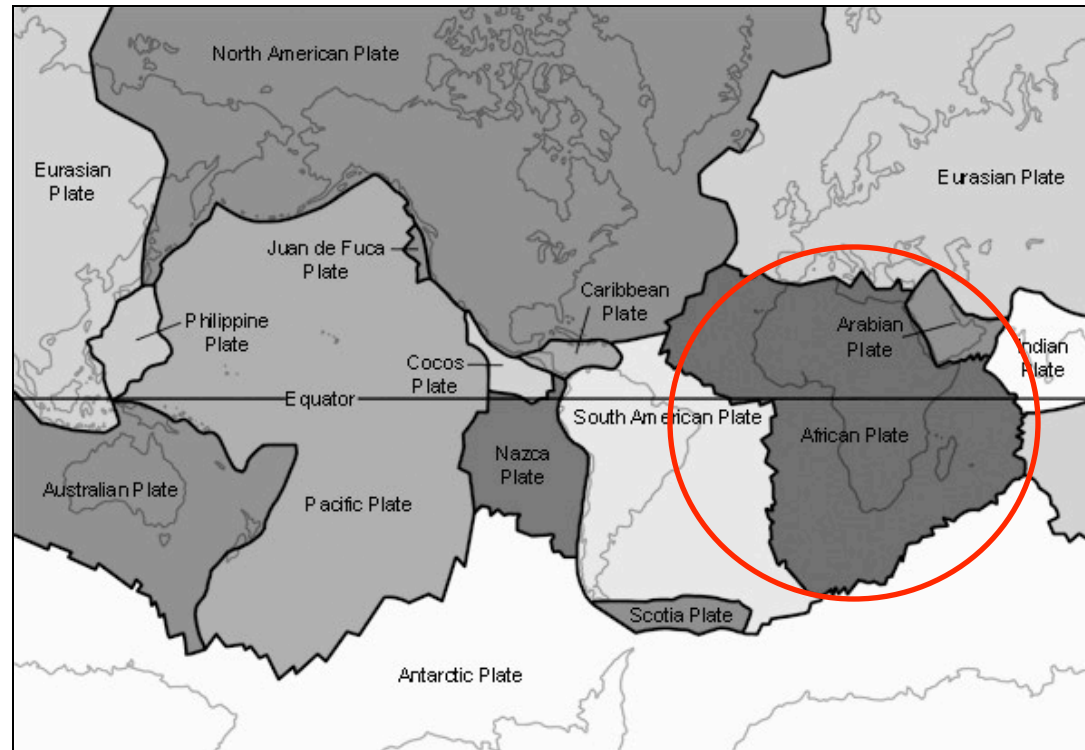 North American Plate
Eurasian
Plate
Eurasian Plate
Juan de Fuca
Plate
Caribbean
Plate
Philippine
Plate
Arabian
Plate
Indian
Plate
Cocos
Plate
Equator
South American Plate
African Plate
Nazca
Plate
Australian Plate
Pacific Plate
Scotia Plate
Antarctic Plate